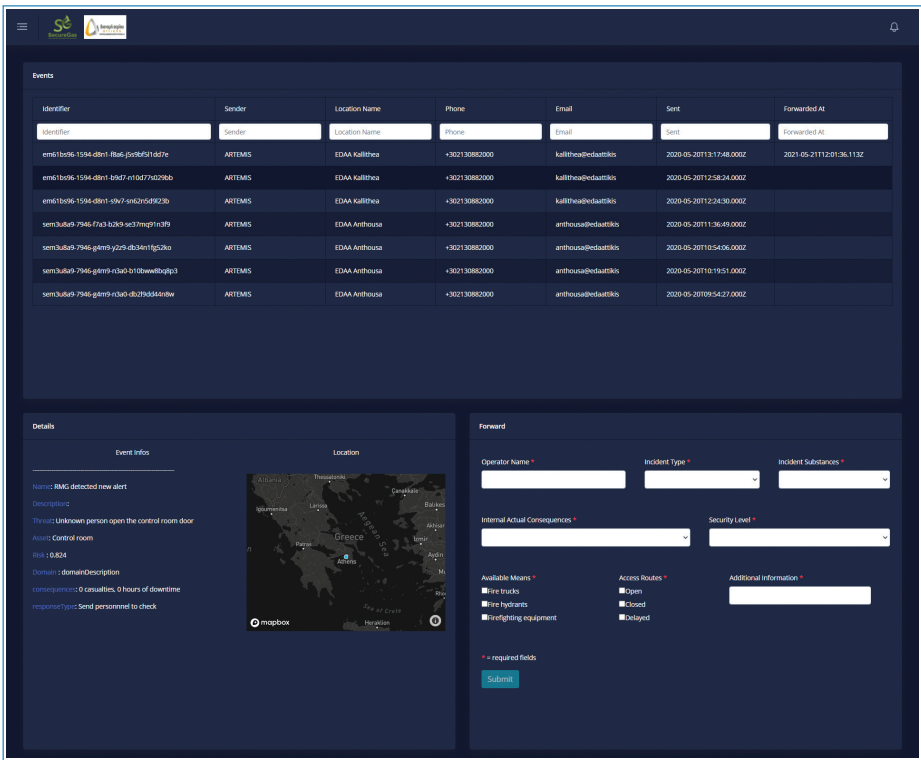 SecureGas
Events
Identifier Sender Location Name Phone Email Sent Forwarded At
Identifier Sender Location Name Phone Email Sent Forwarded At
em61bs96-1594-d8n1-f8a6-j5s9bf5l1dd7e ARTEMIS EDAA Kallithea +302130882000 kallithea@edaattikis 2020-05-20T13:17:48.000Z 2021-05-21T12:01:36.113Z
em61bs96-1594-d8n1-b9d7-n10d77s029bb ARTEMIS EDAA Kallithea +302130882000 kallithea@edaattikis 2020-05-20T12:58:24.000Z
em61bs96-1594-d8n1-s9v7-sn62n5d9l23b ARTEMIS EDAA Kallithea +302130882000 kallithea@edaattikis 2020-05-20T12:24:30.000Z
sem3u8a9-7946-f7a3-b2k9-se37mq91n3f9 ARTEMIS EDAA Anthousa +302130882000 anthousa@edaattikis 2020-05-20T11:36:49.000Z
sem3u8a9-7946-g4m9-y2z9-db34n1fg52ko ARTEMIS EDAA Anthousa +302130882000 anthousa@edaattikis 2020-05-20T10:54:06.000Z
sem3u8a9-7946-g4m9-n3a0-b10bww8bq8p3 ARTEMIS EDAA Anthousa +302130882000 anthousa@edaattikis 2020-05-20T10:19:51.000Z
sem3u8a9-7946-g4m9-n3a0-db2f9dd44n8w ARTEMIS EDAA Anthousa +302130882000 anthousa@edaattikis 2020-05-20T09:54:27.000Z
Details
Event Infos
Name: RMG detected new alert
Description:
Threat: Unknown person open the control room door
Asset: Control room
Risk : 0.824
Domain : domainDescription
consequences: 0 casualties, 0 hours of downtime
responseType: Send personnnel to check
Location
Albania Thessaloniki
Çanakkale
Igoumenitsa Larissa Balıkes
Aegean Sea Akhisar
Greece İzmir
Patras
Athens Aydın
Mu
Rho
Sea of Crete
mapbox Heraklion
Forward
Operator Name * Incident Type * Incident Substances *
Internal Actual Consequences * Security Level *
Available Means * Access Routes * Additional Information *
Fire trucks Open
Fire hydrants Closed
Firefighting equipment Delayed
* = required fields
Submit